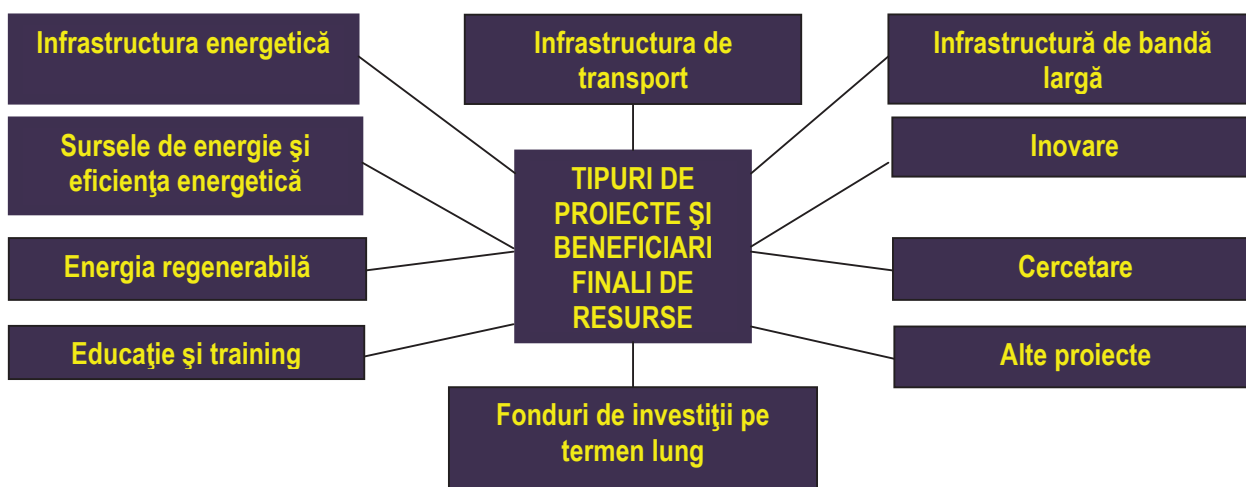 Infrastructura energetică
Infrastructura de
transport
Infrastructură de bandă
largă
Sursele de energie şi
eficienţa energetică
Inovare
TIPURI DE
PROIECTE ŞI
BENEFICIARI
FINALI DE
RESURSE
Energia regenerabilă
Cercetare
Educaţie şi training
Alte proiecte
Fonduri de investiţii pe
termen lung